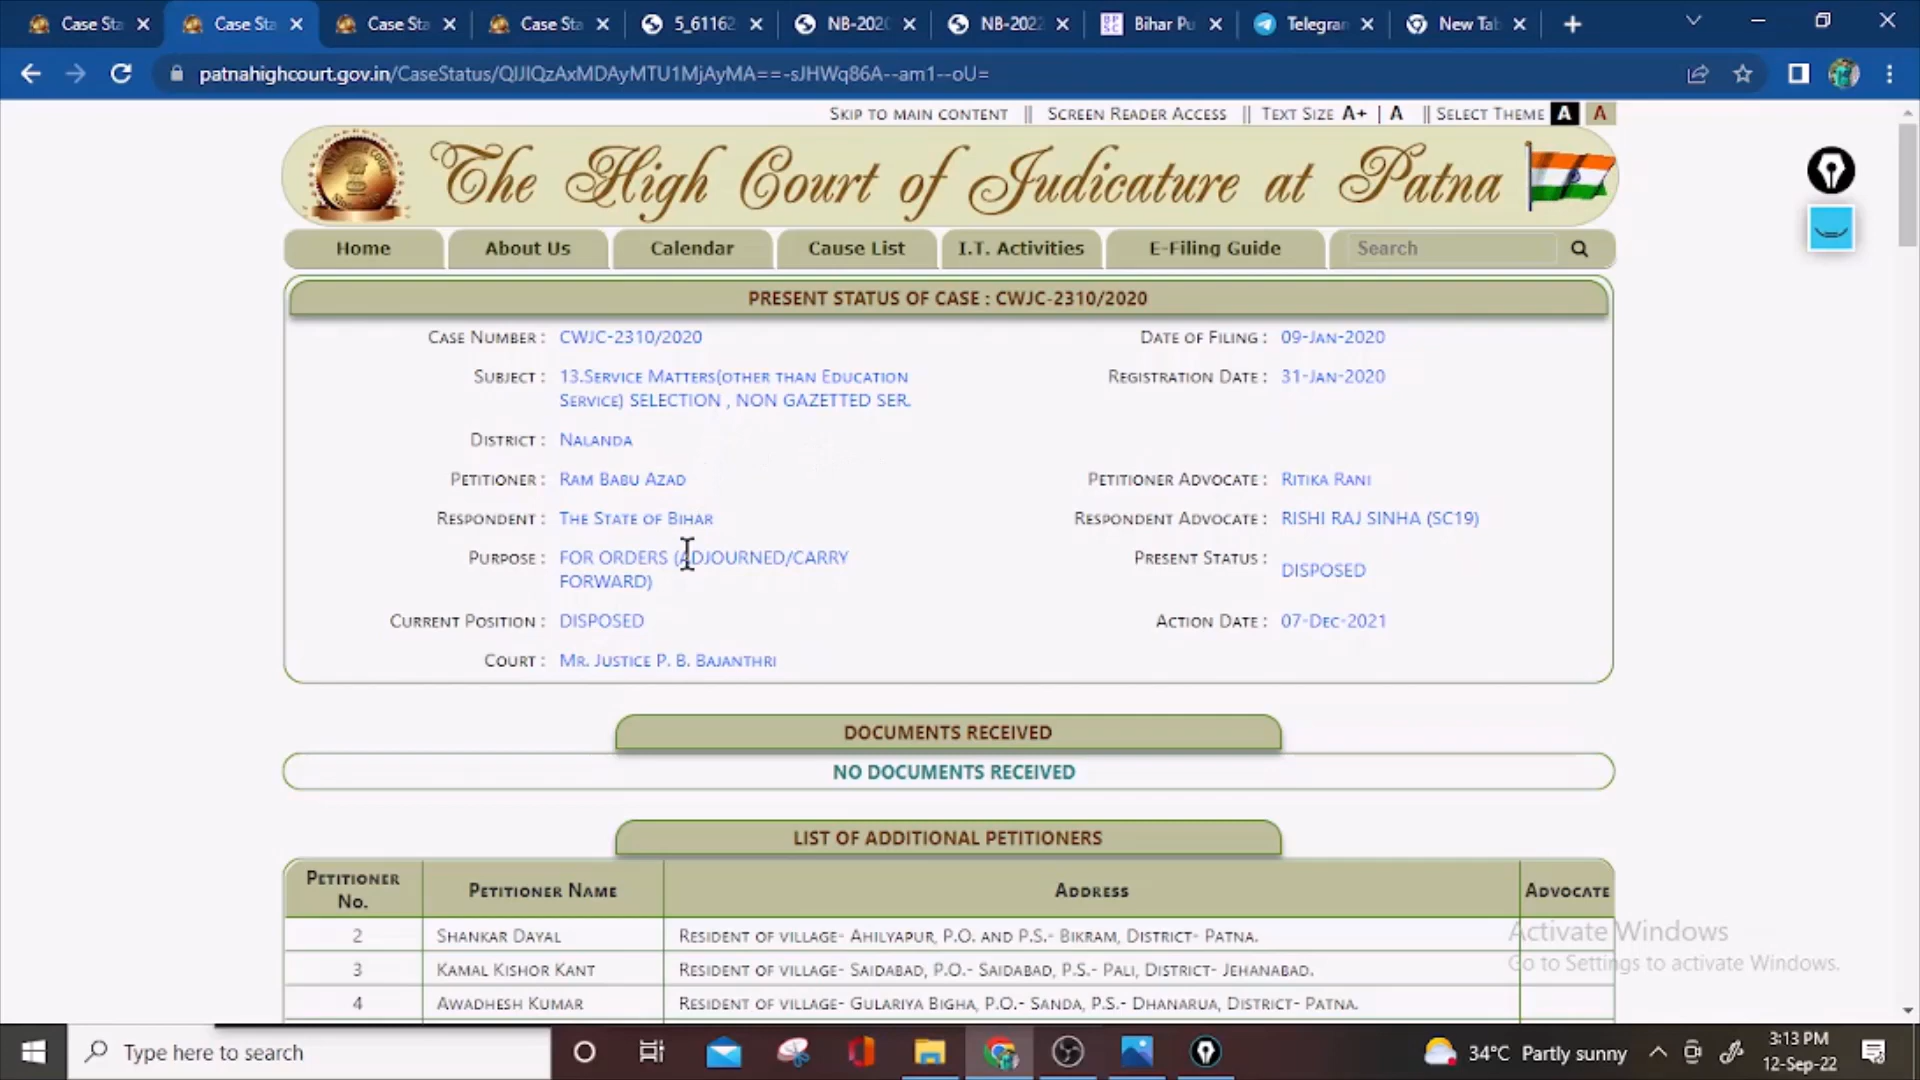 Case Sta
Case Sta
Case Sta
Case Sta
5_61162
NB-2020
NB-2022
Bihar Pu
Telegram
New Tab
patnahighcourt.gov.in/CaseStatus/QIJIQzAxMDAyMTU1MjAyMA==-sJHWq86A--am1--oU=
Skip to main content || Screen Reader Access || Text Size A+ | A || Select Theme A A
The High Court of Judicature at Patna
Home About Us Calendar Cause List I.T. Activities E-Filing Guide Search
PRESENT STATUS OF CASE : CWJC-2310/2020
Case Number : CWJC-2310/2020 Date of Filing : 09-Jan-2020
Subject : 13.Service Matters(other than Education Registration Date : 31-Jan-2020
Service) SELECTION , NON GAZETTED SER.
District : Nalanda
Petitioner : Ram Babu Azad Petitioner Advocate : Ritika Rani
Respondent : The State of Bihar Respondent Advocate : RISHI RAJ SINHA (SC19)
Purpose : FOR ORDERS (ADJOURNED/CARRY Present Status : DISPOSED
FORWARD)
Current Position : DISPOSED Action Date : 07-Dec-2021
Court : Mr. Justice P. B. Bajanthri
DOCUMENTS RECEIVED
NO DOCUMENTS RECEIVED
LIST OF ADDITIONAL PETITIONERS
Petitioner No. Petitioner Name Address Advocate
2 Shankar Dayal Resident of village- Ahilyapur, P.O. and P.S.- Bikram, District- Patna.
3 Kamal Kishor Kant Resident of village- Saidabad, P.O.- Saidabad, P.S.- Pali, District- Jehanabad.
4 Awadhesh Kumar Resident of village- Gulariya Bigha, P.O.- Sanda, P.S.- Dhanarua, District- Patna.
Activate Windows
Go to Settings to activate Windows.
Type here to search
34°C Partly sunny
3:13 PM
12-Sep-22